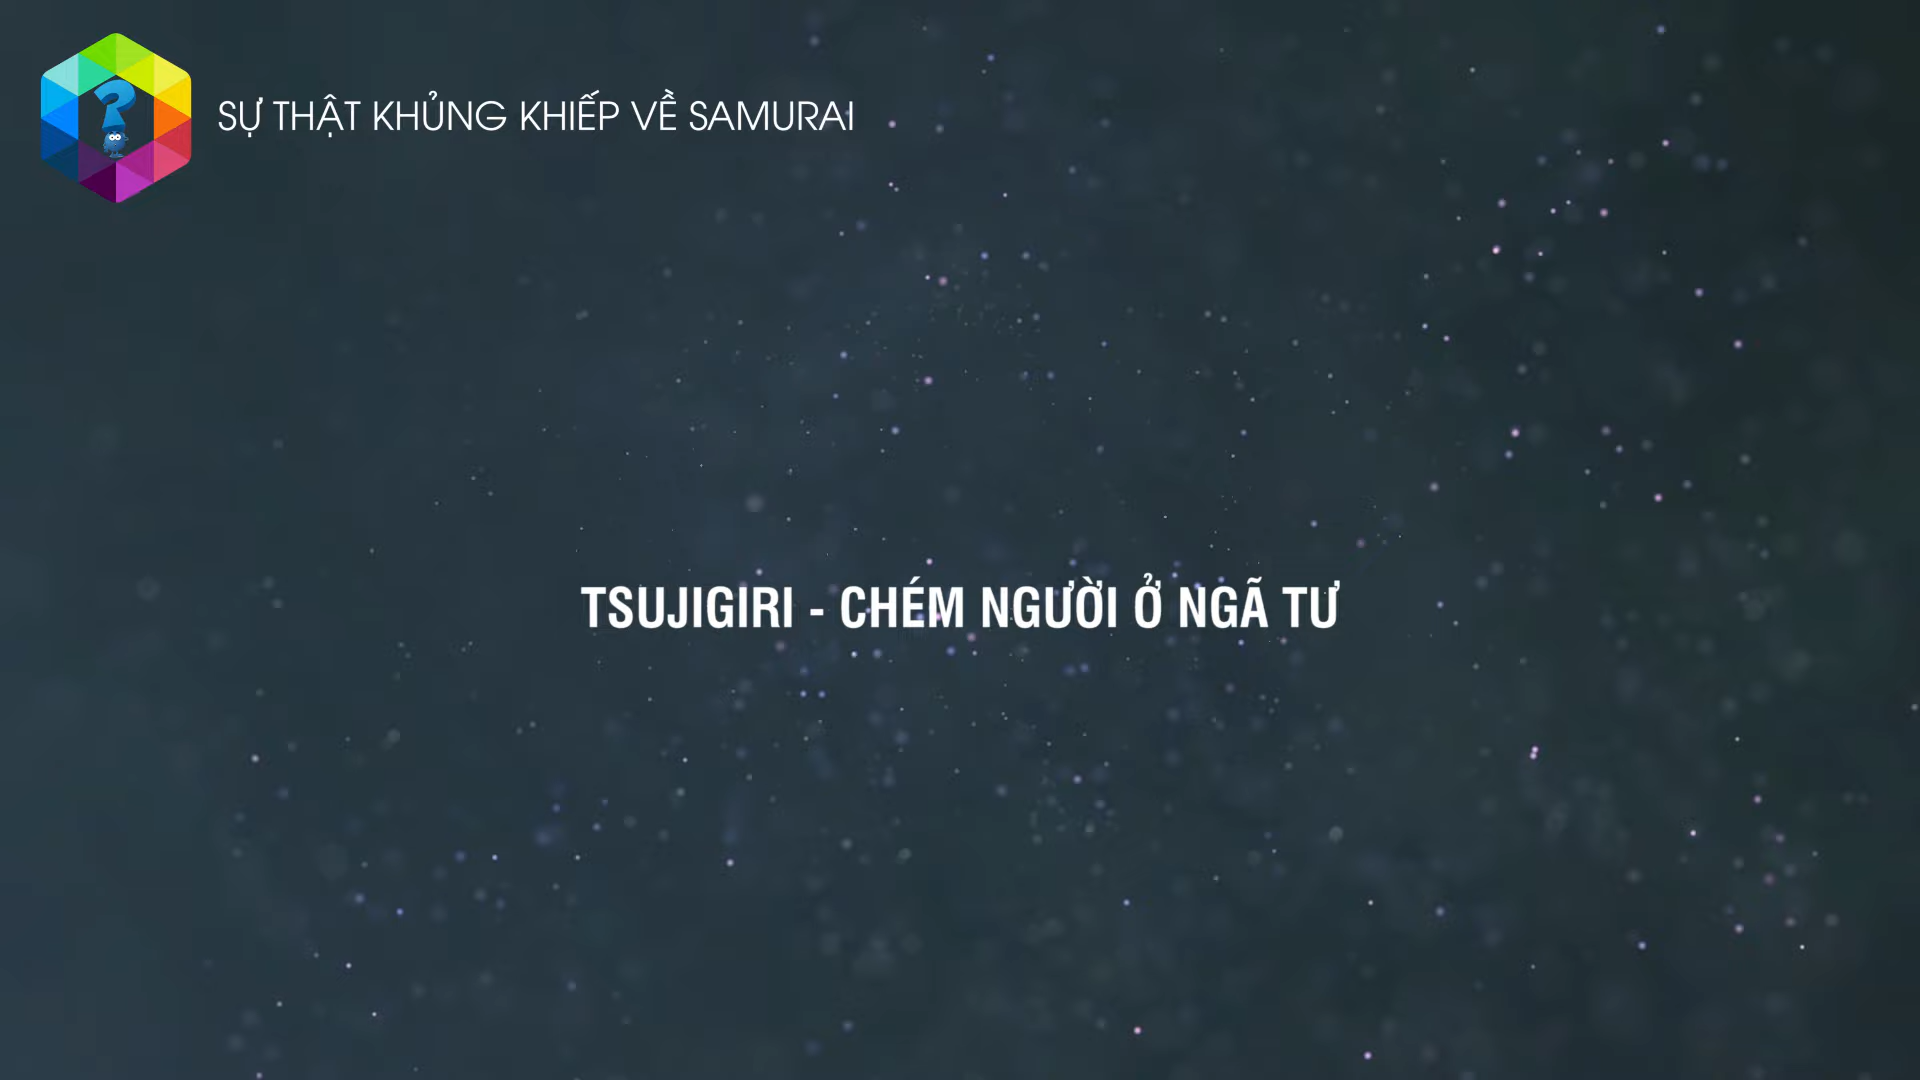 SỰ THẬT KHỦNG KHIẾP VỀ SAMURAI
TSUJIGIRI - CHÉM NGƯỜI Ở NGÃ TƯ